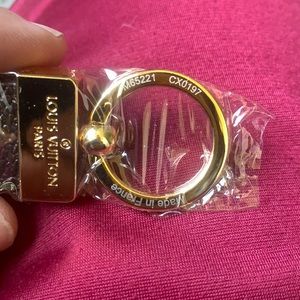 LOUIS VUITTON
PARIS
M65221 CX0197
Made in France